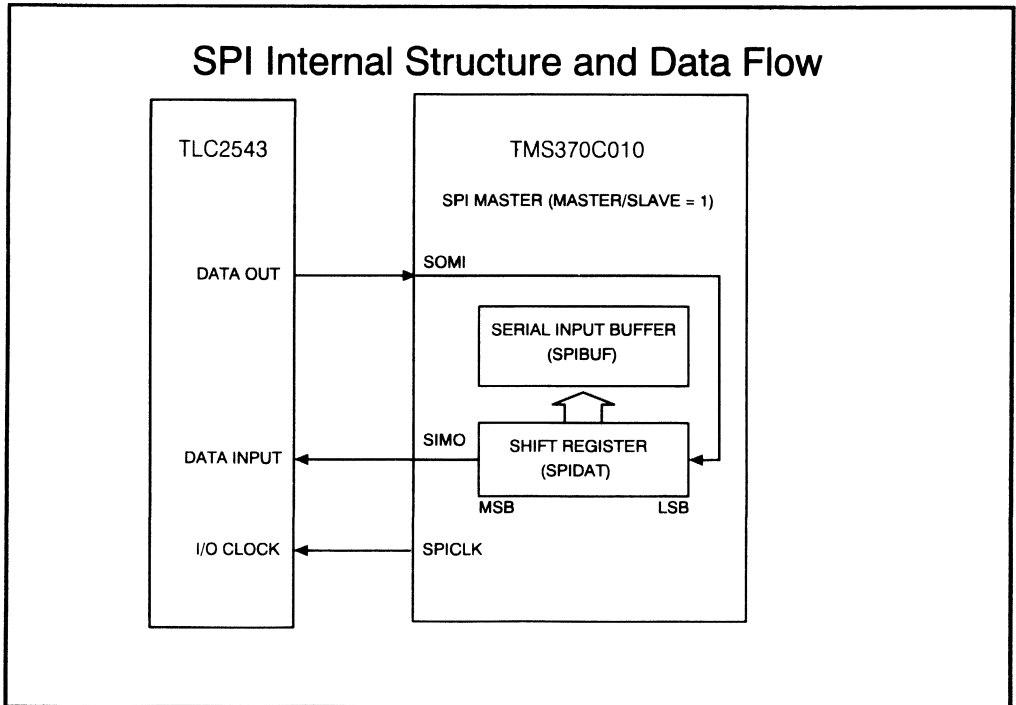 SPI Internal Structure and Data Flow
TLC2543
TMS370C010
SPI MASTER (MASTER/SLAVE = 1)
DATA OUT
SOMI
SERIAL INPUT BUFFER
(SPIBUF)
DATA INPUT
SIMO
SHIFT REGISTER
(SPIDAT)
MSB
LSB
I/O CLOCK
SPICLK